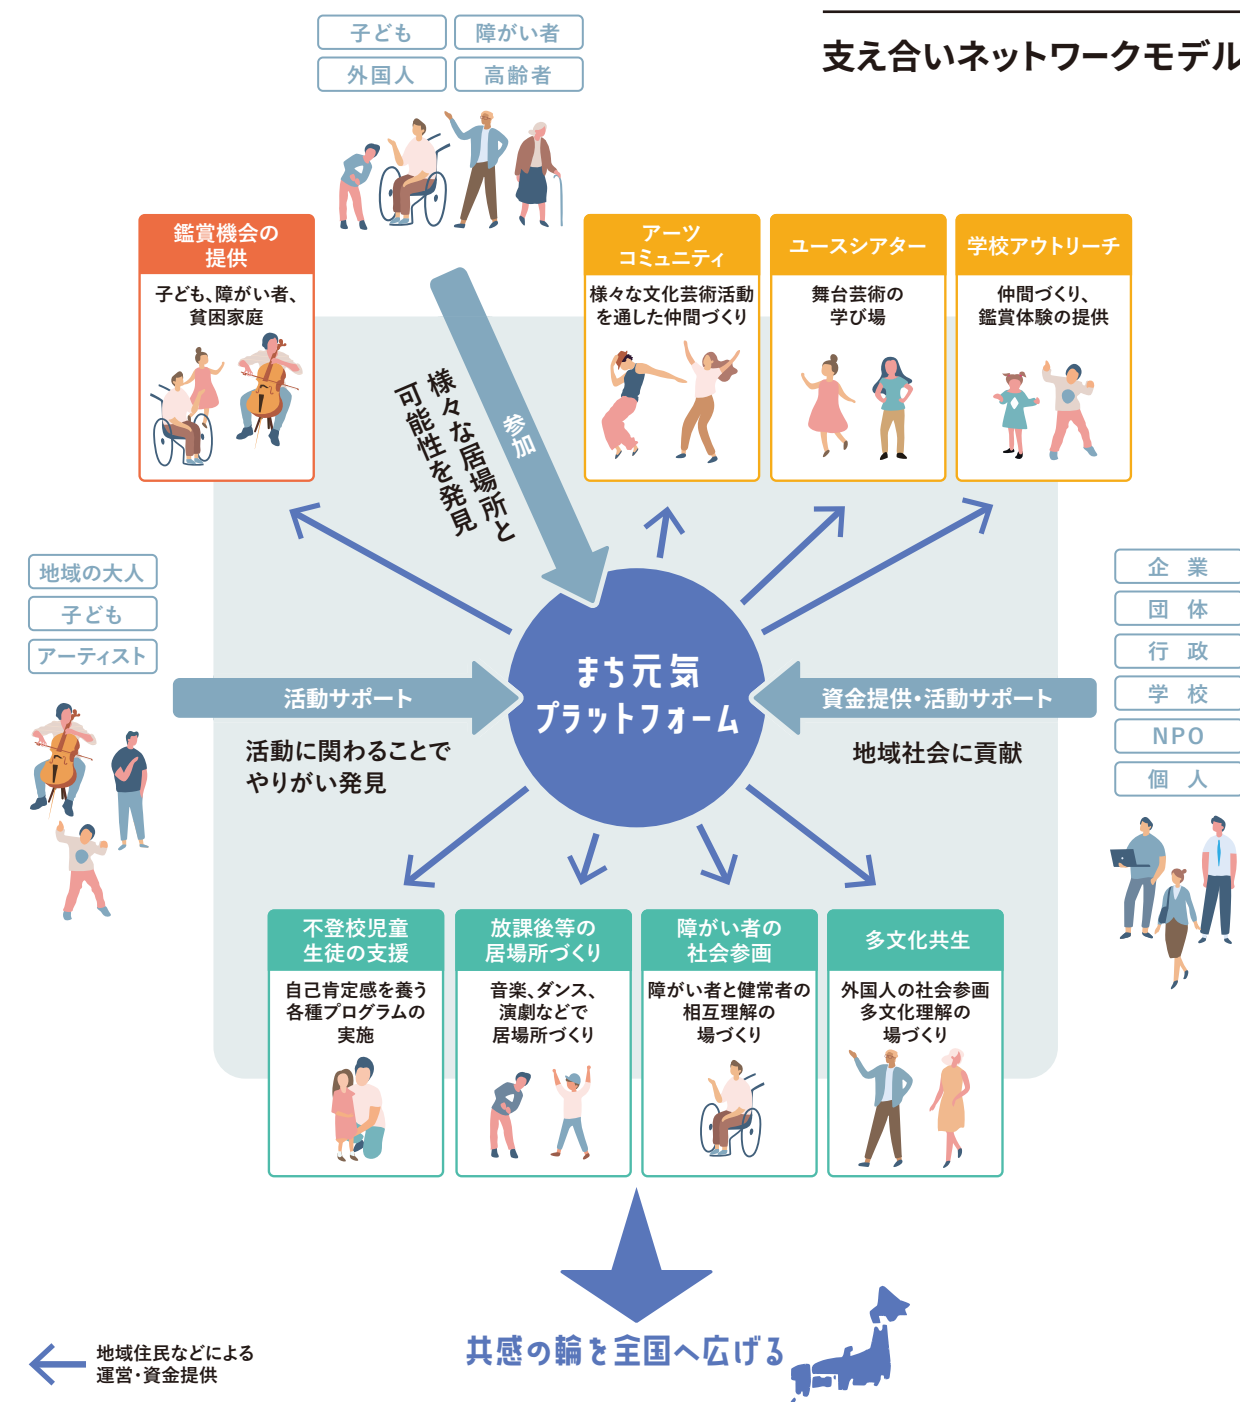 支え合いネットワークモデル
子ども
障がい者
外国人
高齢者
鑑賞機会の
提供
子ども、障がい者、
貧困家庭
アーツ
コミュニティ
様々な文化芸術活動
を通した仲間づくり
ユースシアター
舞台芸術の
学び場
学校アウトリーチ
仲間づくり、
鑑賞体験の提供
参加
様々な居場所と
可能性を発見
地域の大人
子ども
アーティスト
活動サポート
活動に関わることで
やりがい発見
まち元気
プラットフォーム
資金提供・活動サポート
地域社会に貢献
企 業
団 体
行 政
学 校
NPO
個 人
不登校児童
生徒の支援
自己肯定感を養う
各種プログラムの
実施
放課後等の
居場所づくり
音楽、ダンス、
演劇などで
居場所づくり
障がい者の
社会参画
障がい者と健常者の
相互理解の
場づくり
多文化共生
外国人の社会参画
多文化理解の
場づくり
共感の輪を全国へ広げる
地域住民などによる
運営・資金提供